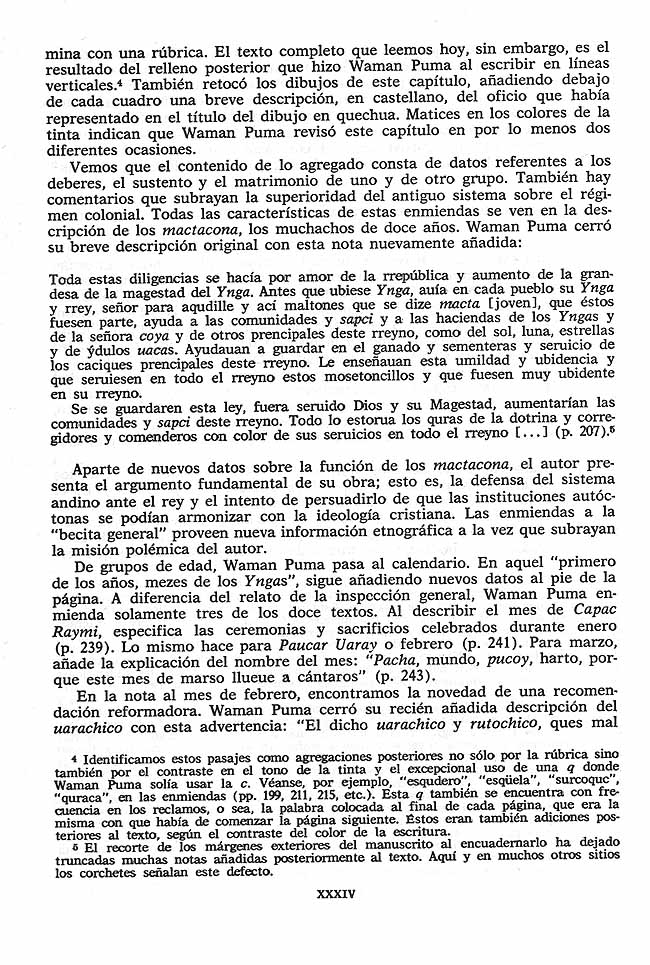 mina con una rúbrica. El texto completo que leemos hoy, sin embargo, es el
resultado del relleno posterior que hizo Waman Puma al escribir en líneas
verticales.⁴ También retocó los dibujos de este capítulo, añadiendo debajo
de cada cuadro una breve descripción, en castellano, del oficio que había
representado en el título del dibujo en quechua. Matices en los colores de la
tinta indican que Waman Puma revisó este capítulo en por lo menos dos
diferentes ocasiones.
Vemos que el contenido de lo agregado consta de datos referentes a los
deberes, el sustento y el matrimonio de uno y de otro grupo. También hay
comentarios que subrayan la superioridad del antiguo sistema sobre el régi-
men colonial. Todas las características de estas enmiendas se ven en la des-
cripción de los mactacona, los muchachos de doce años. Waman Puma cerró
su breve descripción original con esta nota nuevamente añadida:
Toda estas diligencias se hacía por amor de la rrepública y aumento de la gran-
desa de la magestad del Ynga. Antes que ubiese Ynga, auía en cada pueblo su Ynga
y rrey, señor para aqudille y ací maltones que se dize macta [joven], que éstos
fuesen parte, ayuda a las comunidades y sapci y a las haciendas de los Yngas y
de la señora coya y de otros prencipales deste rreyno, como del sol, luna, estrellas
y de ýdulos uacas. Ayudauan a guardar en el ganado y sementeras y seruicio de
los caciques prencipales deste rreyno. Le enseñauan esta umildad y ubidencia y
que seruiesen en todo el rreyno estos mosetoncillos y que fuesen muy ubidente
en su rreyno.
Se se guardaren esta ley, fuera seruido Dios y su Magestad, aumentarían las
comunidades y sapci deste rreyno. Todo lo estorua los quras de la dotrina y corre-
gidores y comenderos con color de sus seruicios en todo el rreyno [...] (p. 207).⁵
Aparte de nuevos datos sobre la función de los mactacona, el autor pre-
senta el argumento fundamental de su obra; esto es, la defensa del sistema
andino ante el rey y el intento de persuadirlo de que las instituciones autóc-
tonas se podían armonizar con la ideología cristiana. Las enmiendas a la
"becita general" proveen nueva información etnográfica a la vez que subrayan
la misión polémica del autor.
De grupos de edad, Waman Puma pasa al calendario. En aquel "primero
de los años, mezes de los Yngas", sigue añadiendo nuevos datos al pie de la
página. A diferencia del relato de la inspección general, Waman Puma en-
mienda solamente tres de los doce textos. Al describir el mes de Capac
Raymi, especifica las ceremonias y sacrificios celebrados durante enero
(p. 239). Lo mismo hace para Paucar Uaray o febrero (p. 241). Para marzo,
añade la explicación del nombre del mes: "Pacha, mundo, pucoy, harto, por-
que este mes de marso llueue a cántaros" (p. 243).
En la nota al mes de febrero, encontramos la novedad de una recomen-
dación reformadora. Waman Puma cerró su recién añadida descripción del
uarachico con esta advertencia: "El dicho uarachico y rutochico, ques mal
⁴ Identificamos estos pasajes como agregaciones posteriores no sólo por la rúbrica sino
también por el contraste en el tono de la tinta y el excepcional uso de una q donde
Waman Puma solía usar la c. Véanse, por ejemplo, "esqudero", "esqüela", "surcoquc",
"quraca", en las enmiendas (pp. 199, 211, 215, etc.). Esta q también se encuentra con fre-
cuencia en los reclamos, o sea, la palabra colocada al final de cada página, que era la
misma con que había de comenzar la página siguiente. Éstos eran también adiciones pos-
teriores al texto, según el contraste del color de la escritura.
⁵ El recorte de los márgenes exteriores del manuscrito al encuadernarlo ha dejado
truncadas muchas notas añadidas posteriormente al texto. Aquí y en muchos otros sitios
los corchetes señalan este defecto.
XXXIV